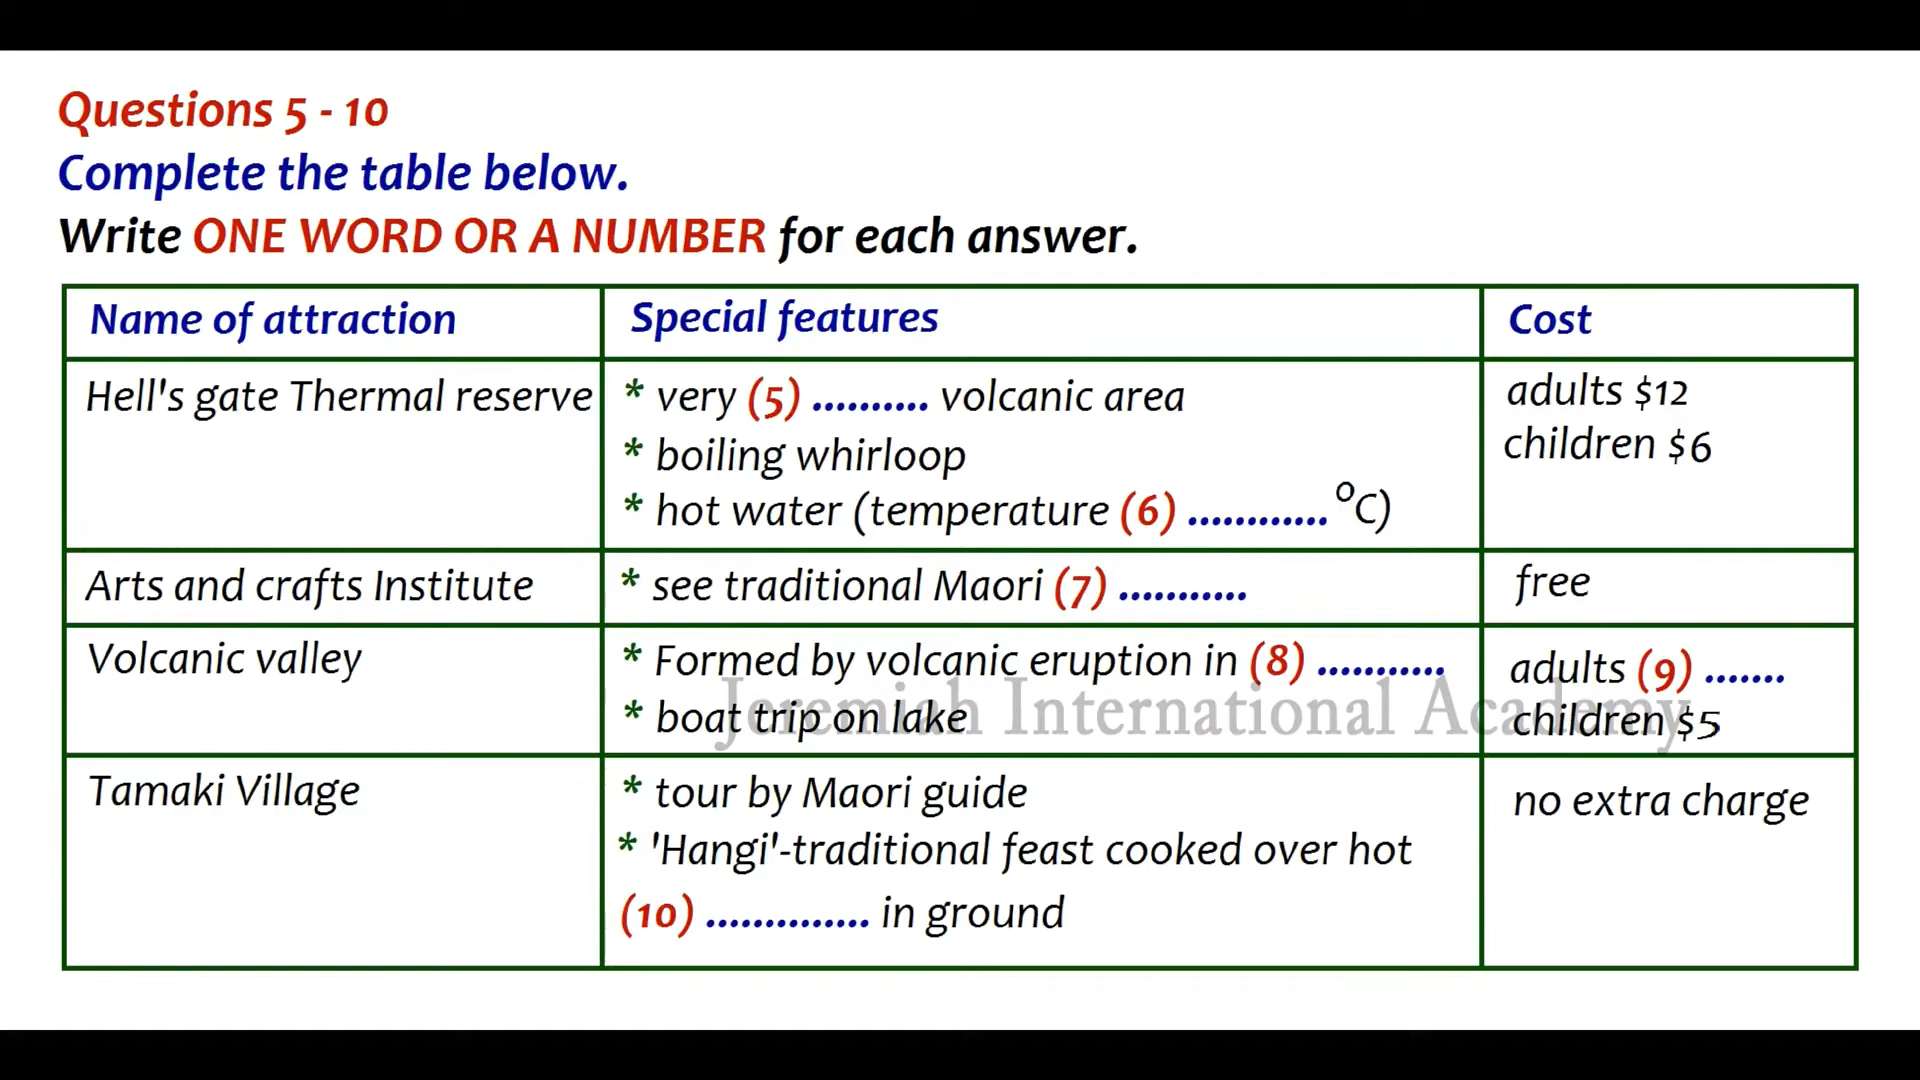 Questions 5 - 10
Complete the table below.
Write ONE WORD OR A NUMBER for each answer.
Name of attraction Special features Cost
Hell's gate Thermal reserve * very (5) .......... volcanic area adults $12
* boiling whirloop children $6
* hot water (temperature (6) ............ ⁰C)
Arts and crafts Institute * see traditional Maori (7) ........... free
Volcanic valley * Formed by volcanic eruption in (8) ........... adults (9) .......
* boat trip on lake children $5
Jeremiah International Academy
Tamaki Village * tour by Maori guide no extra charge
* 'Hangi'-traditional feast cooked over hot
(10) .............. in ground